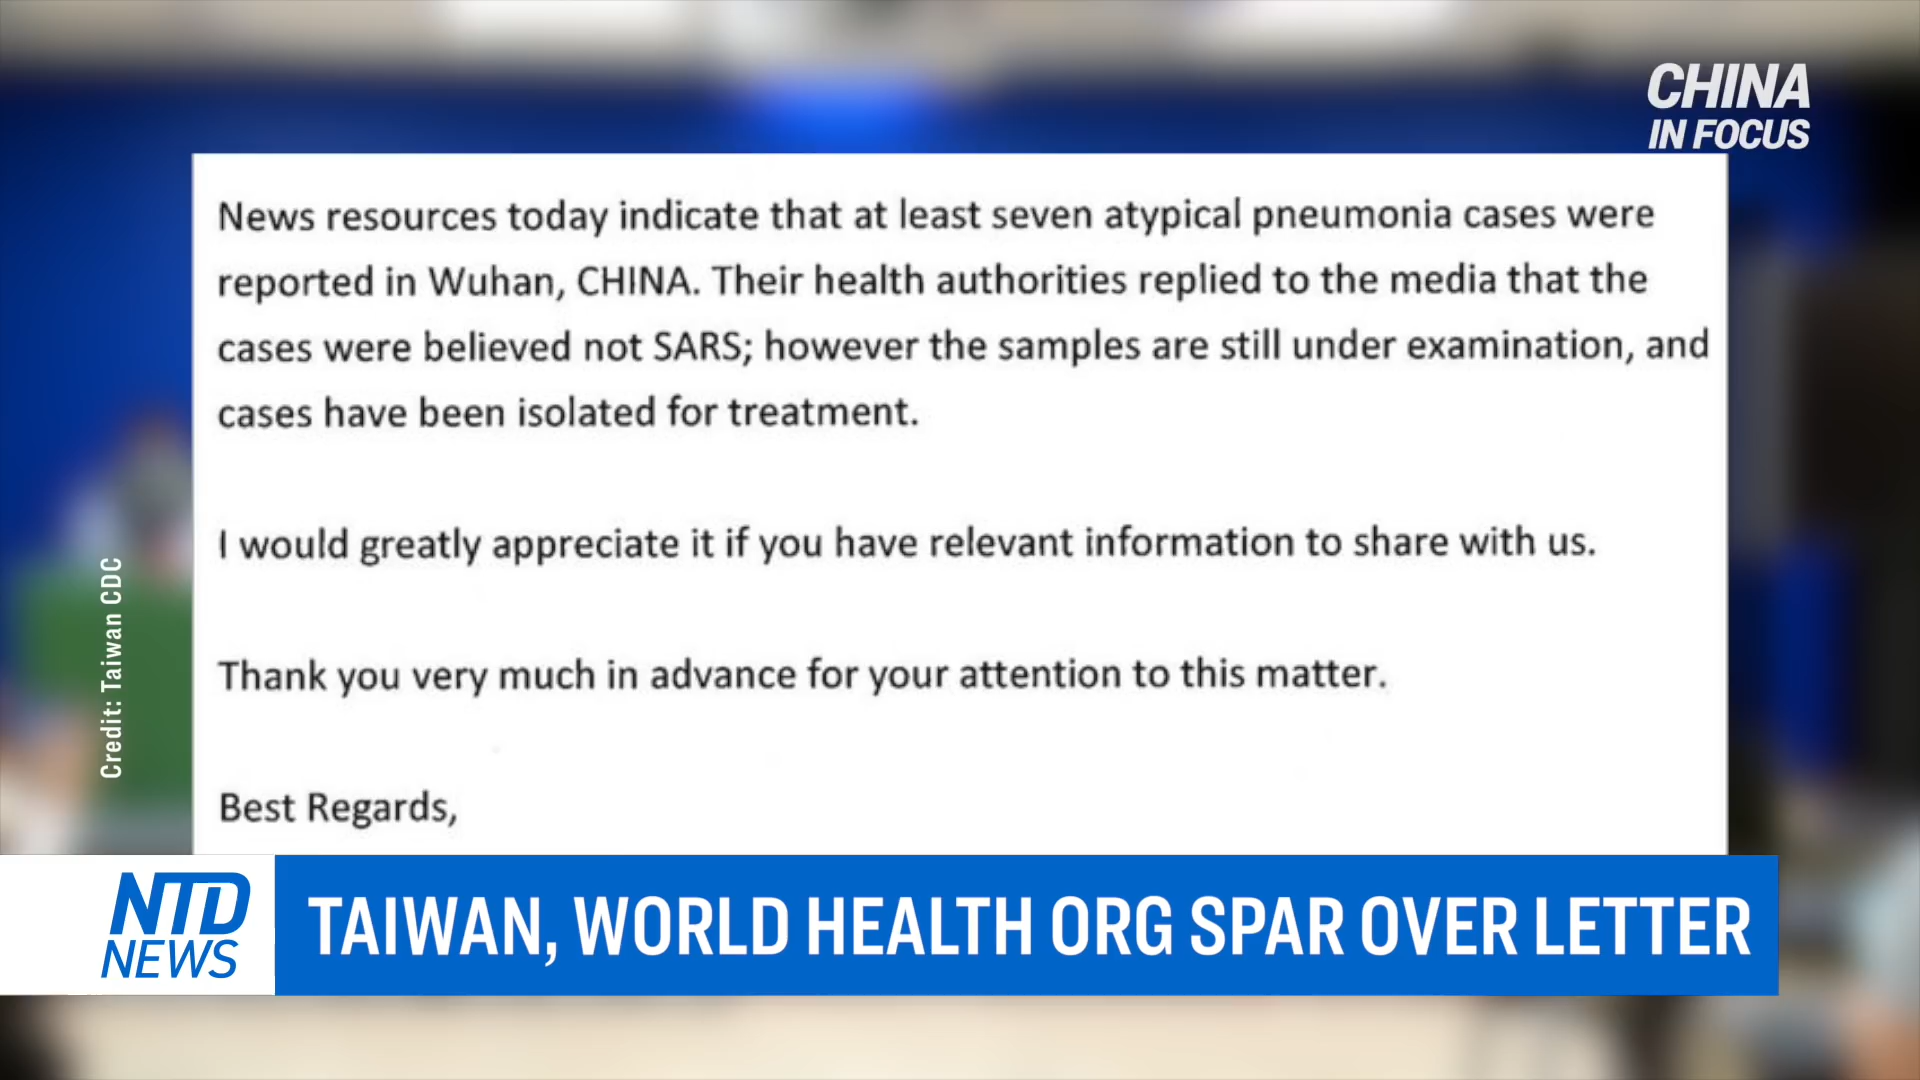 CHINA
IN FOCUS
News resources today indicate that at least seven atypical pneumonia cases were
reported in Wuhan, CHINA. Their health authorities replied to the media that the
cases were believed not SARS; however the samples are still under examination, and
cases have been isolated for treatment.
I would greatly appreciate it if you have relevant information to share with us.
Thank you very much in advance for your attention to this matter.
Best Regards,
Credit: Taiwan CDC
NTD
NEWS
TAIWAN, WORLD HEALTH ORG SPAR OVER LETTER